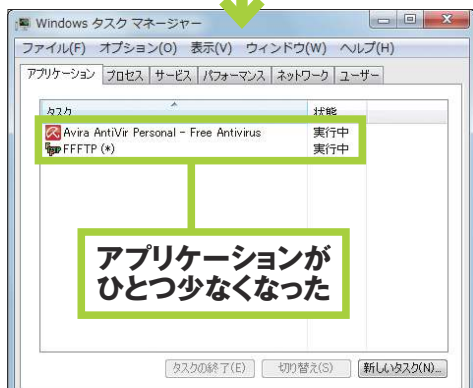 Windows タスク マネージャー
ファイル(F) オプション(O) 表示(V) ウィンドウ(W) ヘルプ(H)
アプリケーション プロセス サービス パフォーマンス ネットワーク ユーザー
タスク 状態
Avira AntiVir Personal - Free Antivirus 実行中
FFFTP (*) 実行中
アプリケーションが
ひとつ少なくなった
タスクの終了(E) 切り替え(S) 新しいタスク(N)...